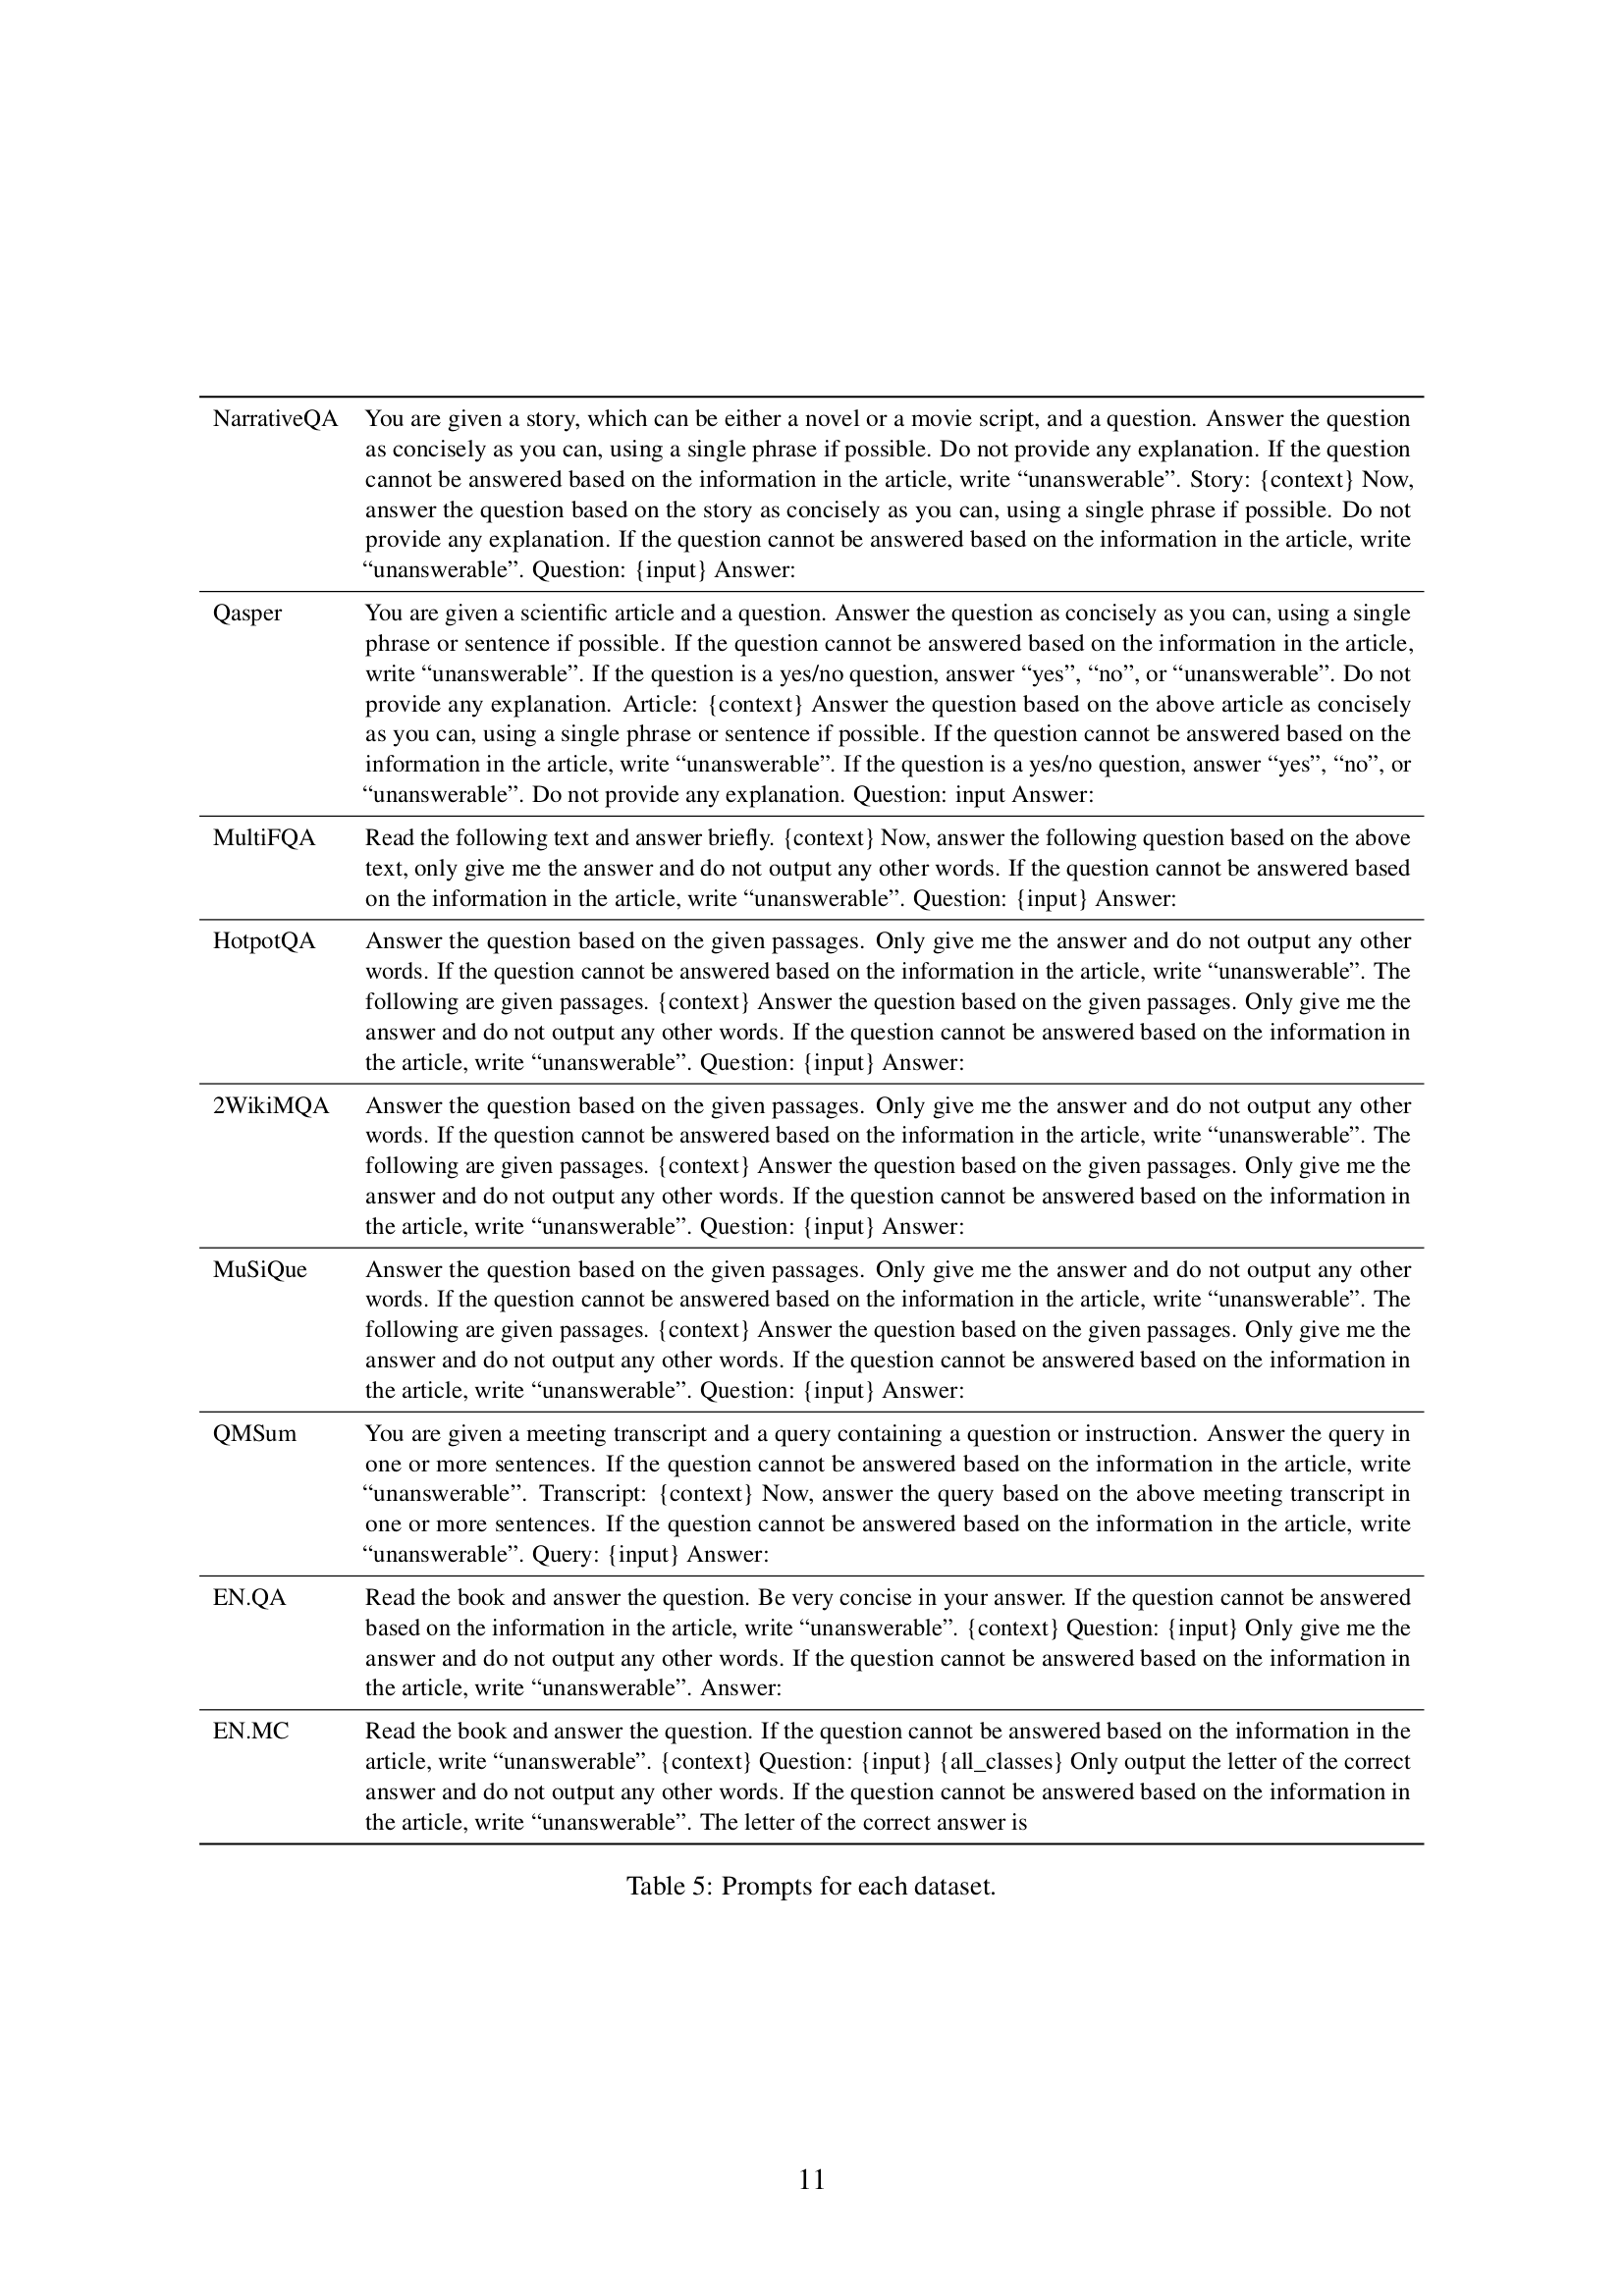 NarrativeQA You are given a story, which can be either a novel or a movie script, and a question. Answer the question
as concisely as you can, using a single phrase if possible. Do not provide any explanation. If the question
cannot be answered based on the information in the article, write “unanswerable”. Story: {context} Now,
answer the question based on the story as concisely as you can, using a single phrase if possible. Do not
provide any explanation. If the question cannot be answered based on the information in the article, write
“unanswerable”. Question: {input} Answer:
Qasper You are given a scientific article and a question. Answer the question as concisely as you can, using a single
phrase or sentence if possible. If the question cannot be answered based on the information in the article,
write “unanswerable”. If the question is a yes/no question, answer “yes”, “no”, or “unanswerable”. Do not
provide any explanation. Article: {context} Answer the question based on the above article as concisely
as you can, using a single phrase or sentence if possible. If the question cannot be answered based on the
information in the article, write “unanswerable”. If the question is a yes/no question, answer “yes”, “no”, or
“unanswerable”. Do not provide any explanation. Question: input Answer:
MultiFQA Read the following text and answer briefly. {context} Now, answer the following question based on the above
text, only give me the answer and do not output any other words. If the question cannot be answered based
on the information in the article, write “unanswerable”. Question: {input} Answer:
HotpotQA Answer the question based on the given passages. Only give me the answer and do not output any other
words. If the question cannot be answered based on the information in the article, write “unanswerable”. The
following are given passages. {context} Answer the question based on the given passages. Only give me the
answer and do not output any other words. If the question cannot be answered based on the information in
the article, write “unanswerable”. Question: {input} Answer:
2WikiMQA Answer the question based on the given passages. Only give me the answer and do not output any other
words. If the question cannot be answered based on the information in the article, write “unanswerable”. The
following are given passages. {context} Answer the question based on the given passages. Only give me the
answer and do not output any other words. If the question cannot be answered based on the information in
the article, write “unanswerable”. Question: {input} Answer:
MuSiQue Answer the question based on the given passages. Only give me the answer and do not output any other
words. If the question cannot be answered based on the information in the article, write “unanswerable”. The
following are given passages. {context} Answer the question based on the given passages. Only give me the
answer and do not output any other words. If the question cannot be answered based on the information in
the article, write “unanswerable”. Question: {input} Answer:
QMSum You are given a meeting transcript and a query containing a question or instruction. Answer the query in
one or more sentences. If the question cannot be answered based on the information in the article, write
“unanswerable”. Transcript: {context} Now, answer the query based on the above meeting transcript in
one or more sentences. If the question cannot be answered based on the information in the article, write
“unanswerable”. Query: {input} Answer:
EN.QA Read the book and answer the question. Be very concise in your answer. If the question cannot be answered
based on the information in the article, write “unanswerable”. {context} Question: {input} Only give me the
answer and do not output any other words. If the question cannot be answered based on the information in
the article, write “unanswerable”. Answer:
EN.MC Read the book and answer the question. If the question cannot be answered based on the information in the
article, write “unanswerable”. {context} Question: {input} {all_classes} Only output the letter of the correct
answer and do not output any other words. If the question cannot be answered based on the information in
the article, write “unanswerable”. The letter of the correct answer is
Table 5: Prompts for each dataset.
11